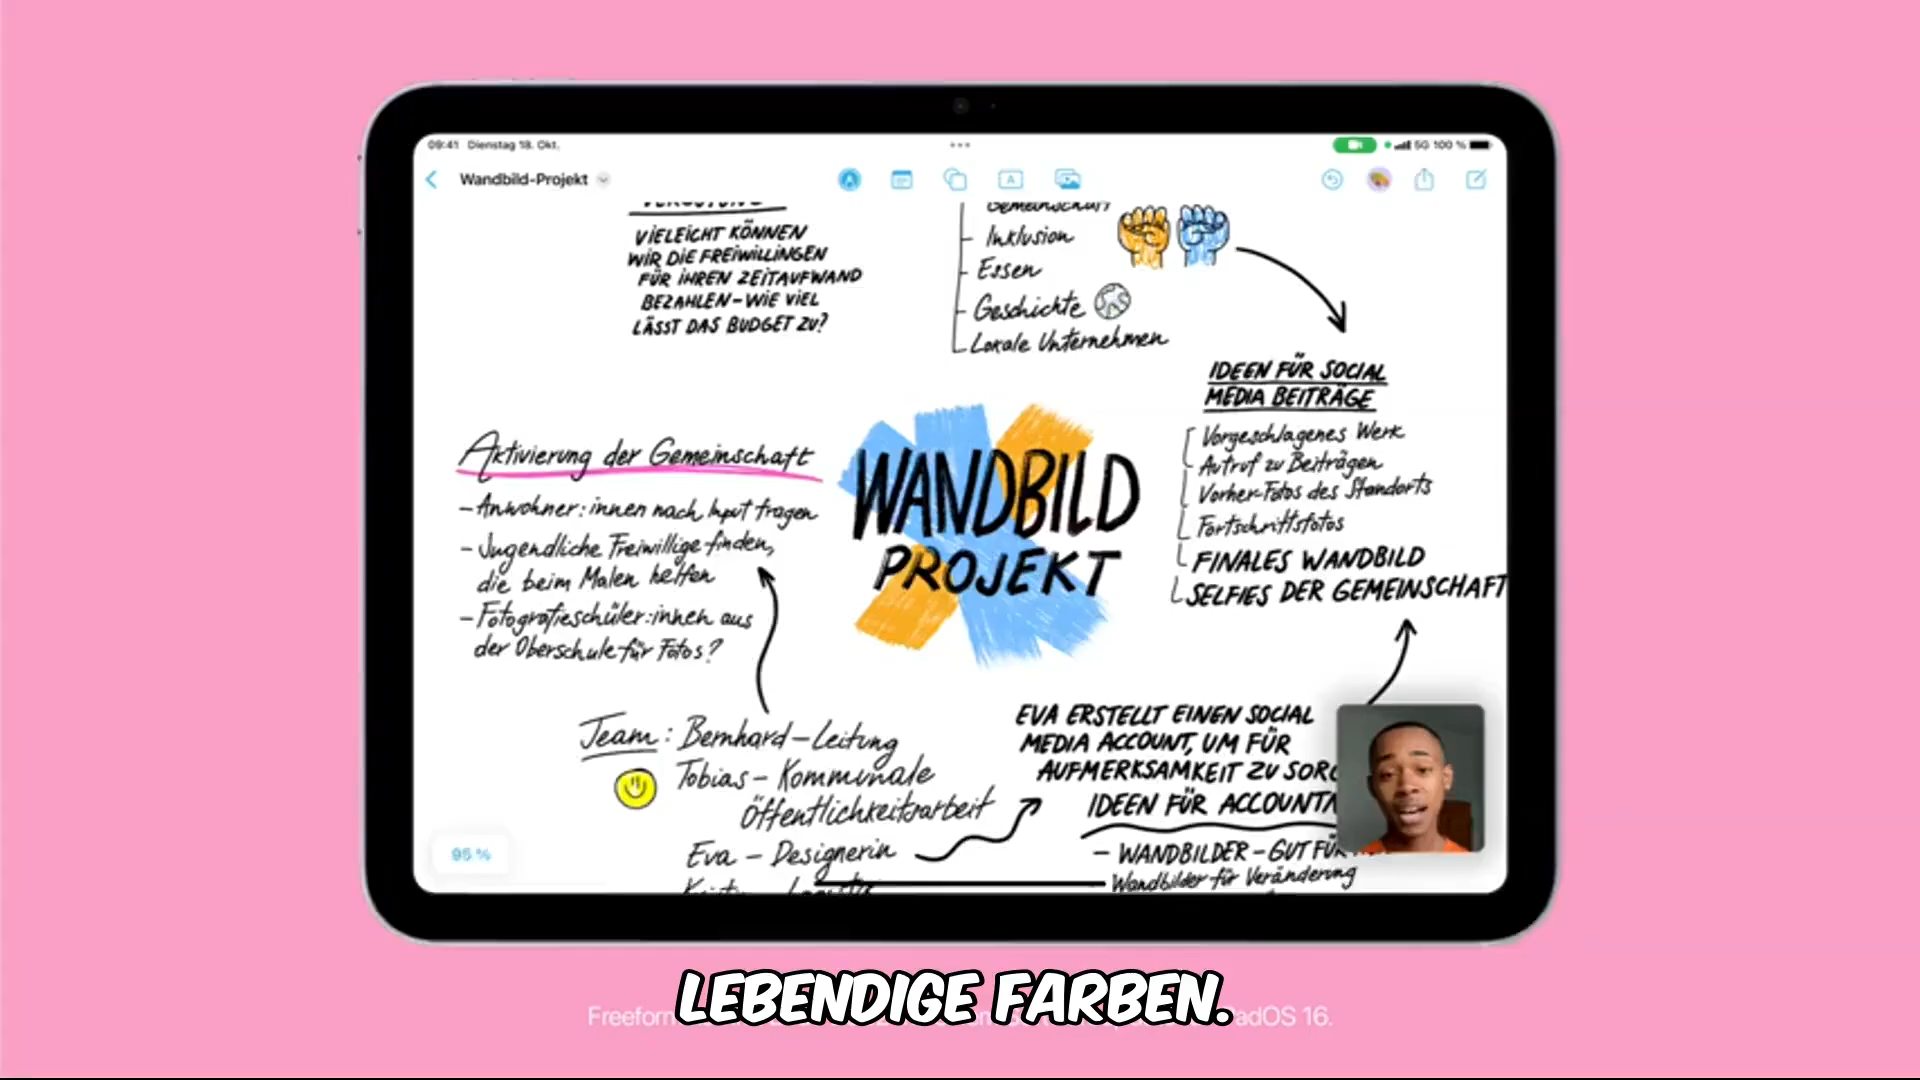 09:41 Dienstag 18. Okt.
5G 100 %
Wandbild-Projekt
VIELEICHT KÖNNEN
WIR DIE FREIWILLINGEN
FÜR IHREN ZEITAUFWAND
BEZAHLEN – WIE VIEL
LÄSST DAS BUDGET ZU?
Gemeinschaft
Inklusion
Essen
Geschichte
Lokale Unternehmen
IDEEN FÜR SOCIAL
MEDIA BEITRÄGE
Vorgeschlagenes Werk
Aufruf zu Beiträgen
Vorher-Fotos des Standorts
Fortschrittsfotos
FINALES WANDBILD
SELFIES DER GEMEINSCHAFT
Aktivierung der Gemeinschaft
– Anwohner:innen nach Input fragen
– Jugendliche Freiwillige finden,
die beim Malen helfen
– Fotografieschüler:innen aus
der Oberschule für Fotos?
WANDBILD
PROJEKT
Team: Bernhard – Leitung
Tobias – Kommunale
Öffentlichkeitsarbeit
Eva – Designerin
EVA ERSTELLT EINEN SOCIAL
MEDIA ACCOUNT, UM FÜR
AUFMERKSAMKEIT ZU
IDEEN FÜR
– WANDBILDER – GUT FÜR
Wandbilder für Veränderung
95 %
LEBENDIGE FARBEN.
16.